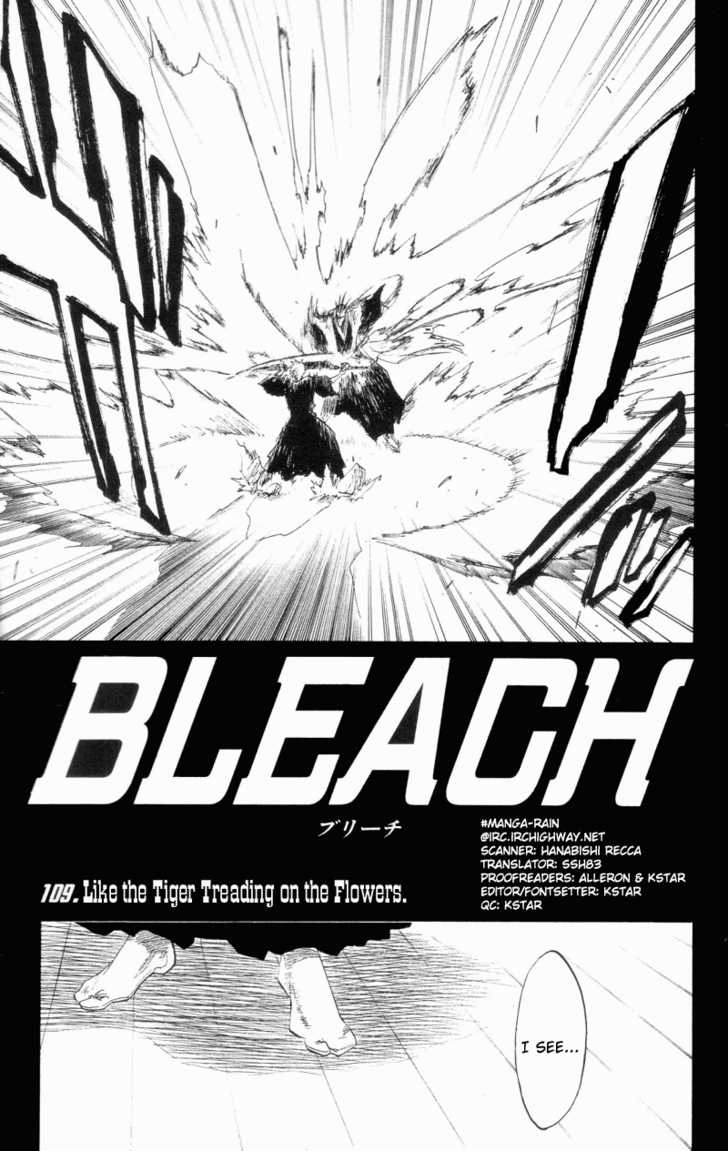 BLEACH
ブリーチ
#MANGA-RAIN
@IRC.IRCHIGHWAY.NET
SCANNER: HANABISHI RECCA
TRANSLATOR: SSH83
PROOFREADERS: ALLERON & KSTAR
EDITOR/FONTSETTER: KSTAR
QC: KSTAR
109. Like the Tiger Treading on the Flowers.
I SEE...